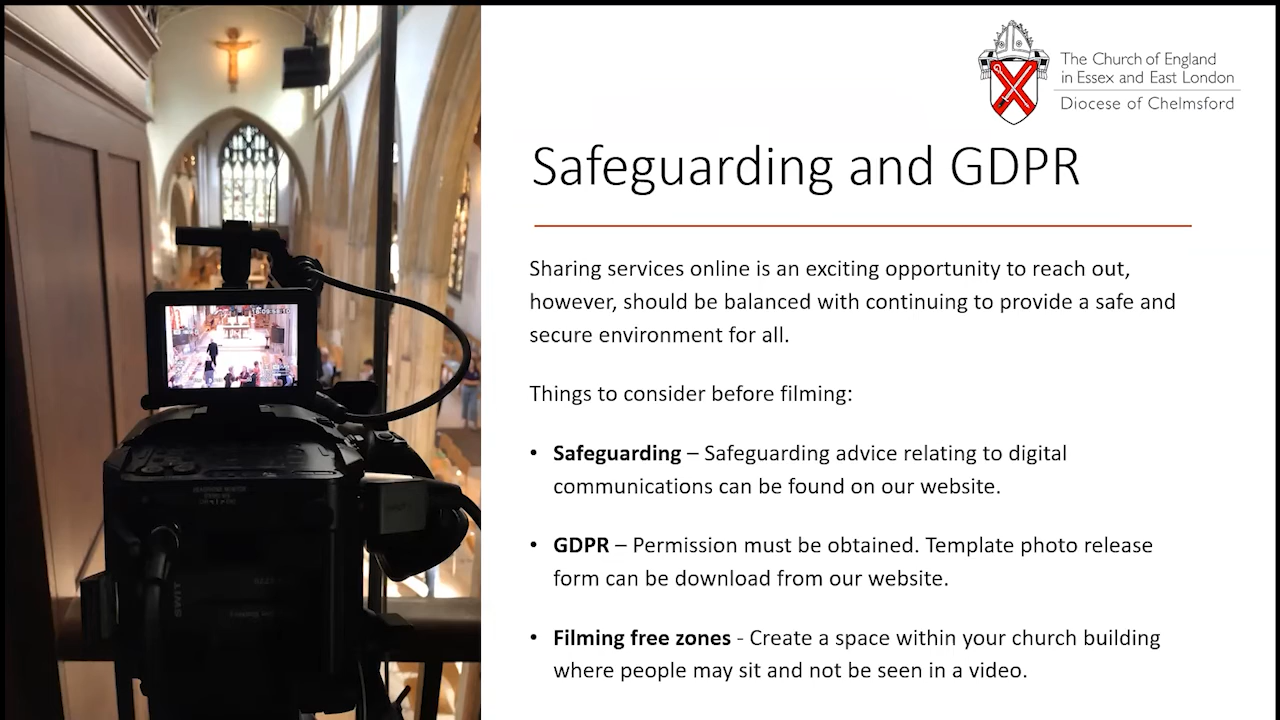 The Church of England
in Essex and East London
Diocese of Chelmsford
Safeguarding and GDPR
Sharing services online is an exciting opportunity to reach out,
however, should be balanced with continuing to provide a safe and
secure environment for all.
Things to consider before filming:
• Safeguarding – Safeguarding advice relating to digital
communications can be found on our website.
• GDPR – Permission must be obtained. Template photo release
form can be download from our website.
• Filming free zones - Create a space within your church building
where people may sit and not be seen in a video.